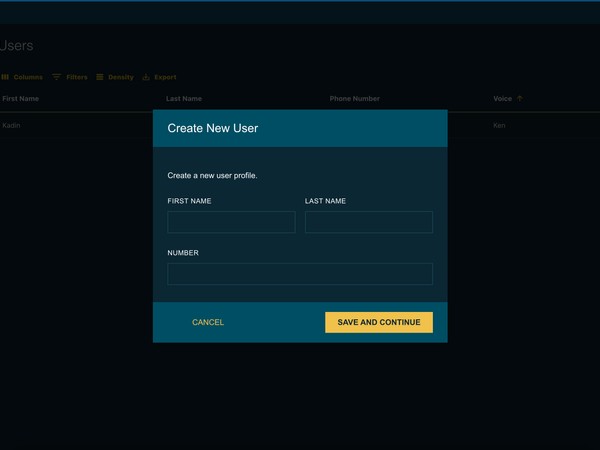 Users
Columns Filters Density Export
First Name Last Name Phone Number Voice
Kadin Ken
Create New User
Create a new user profile.
FIRST NAME LAST NAME
NUMBER
CANCEL SAVE AND CONTINUE